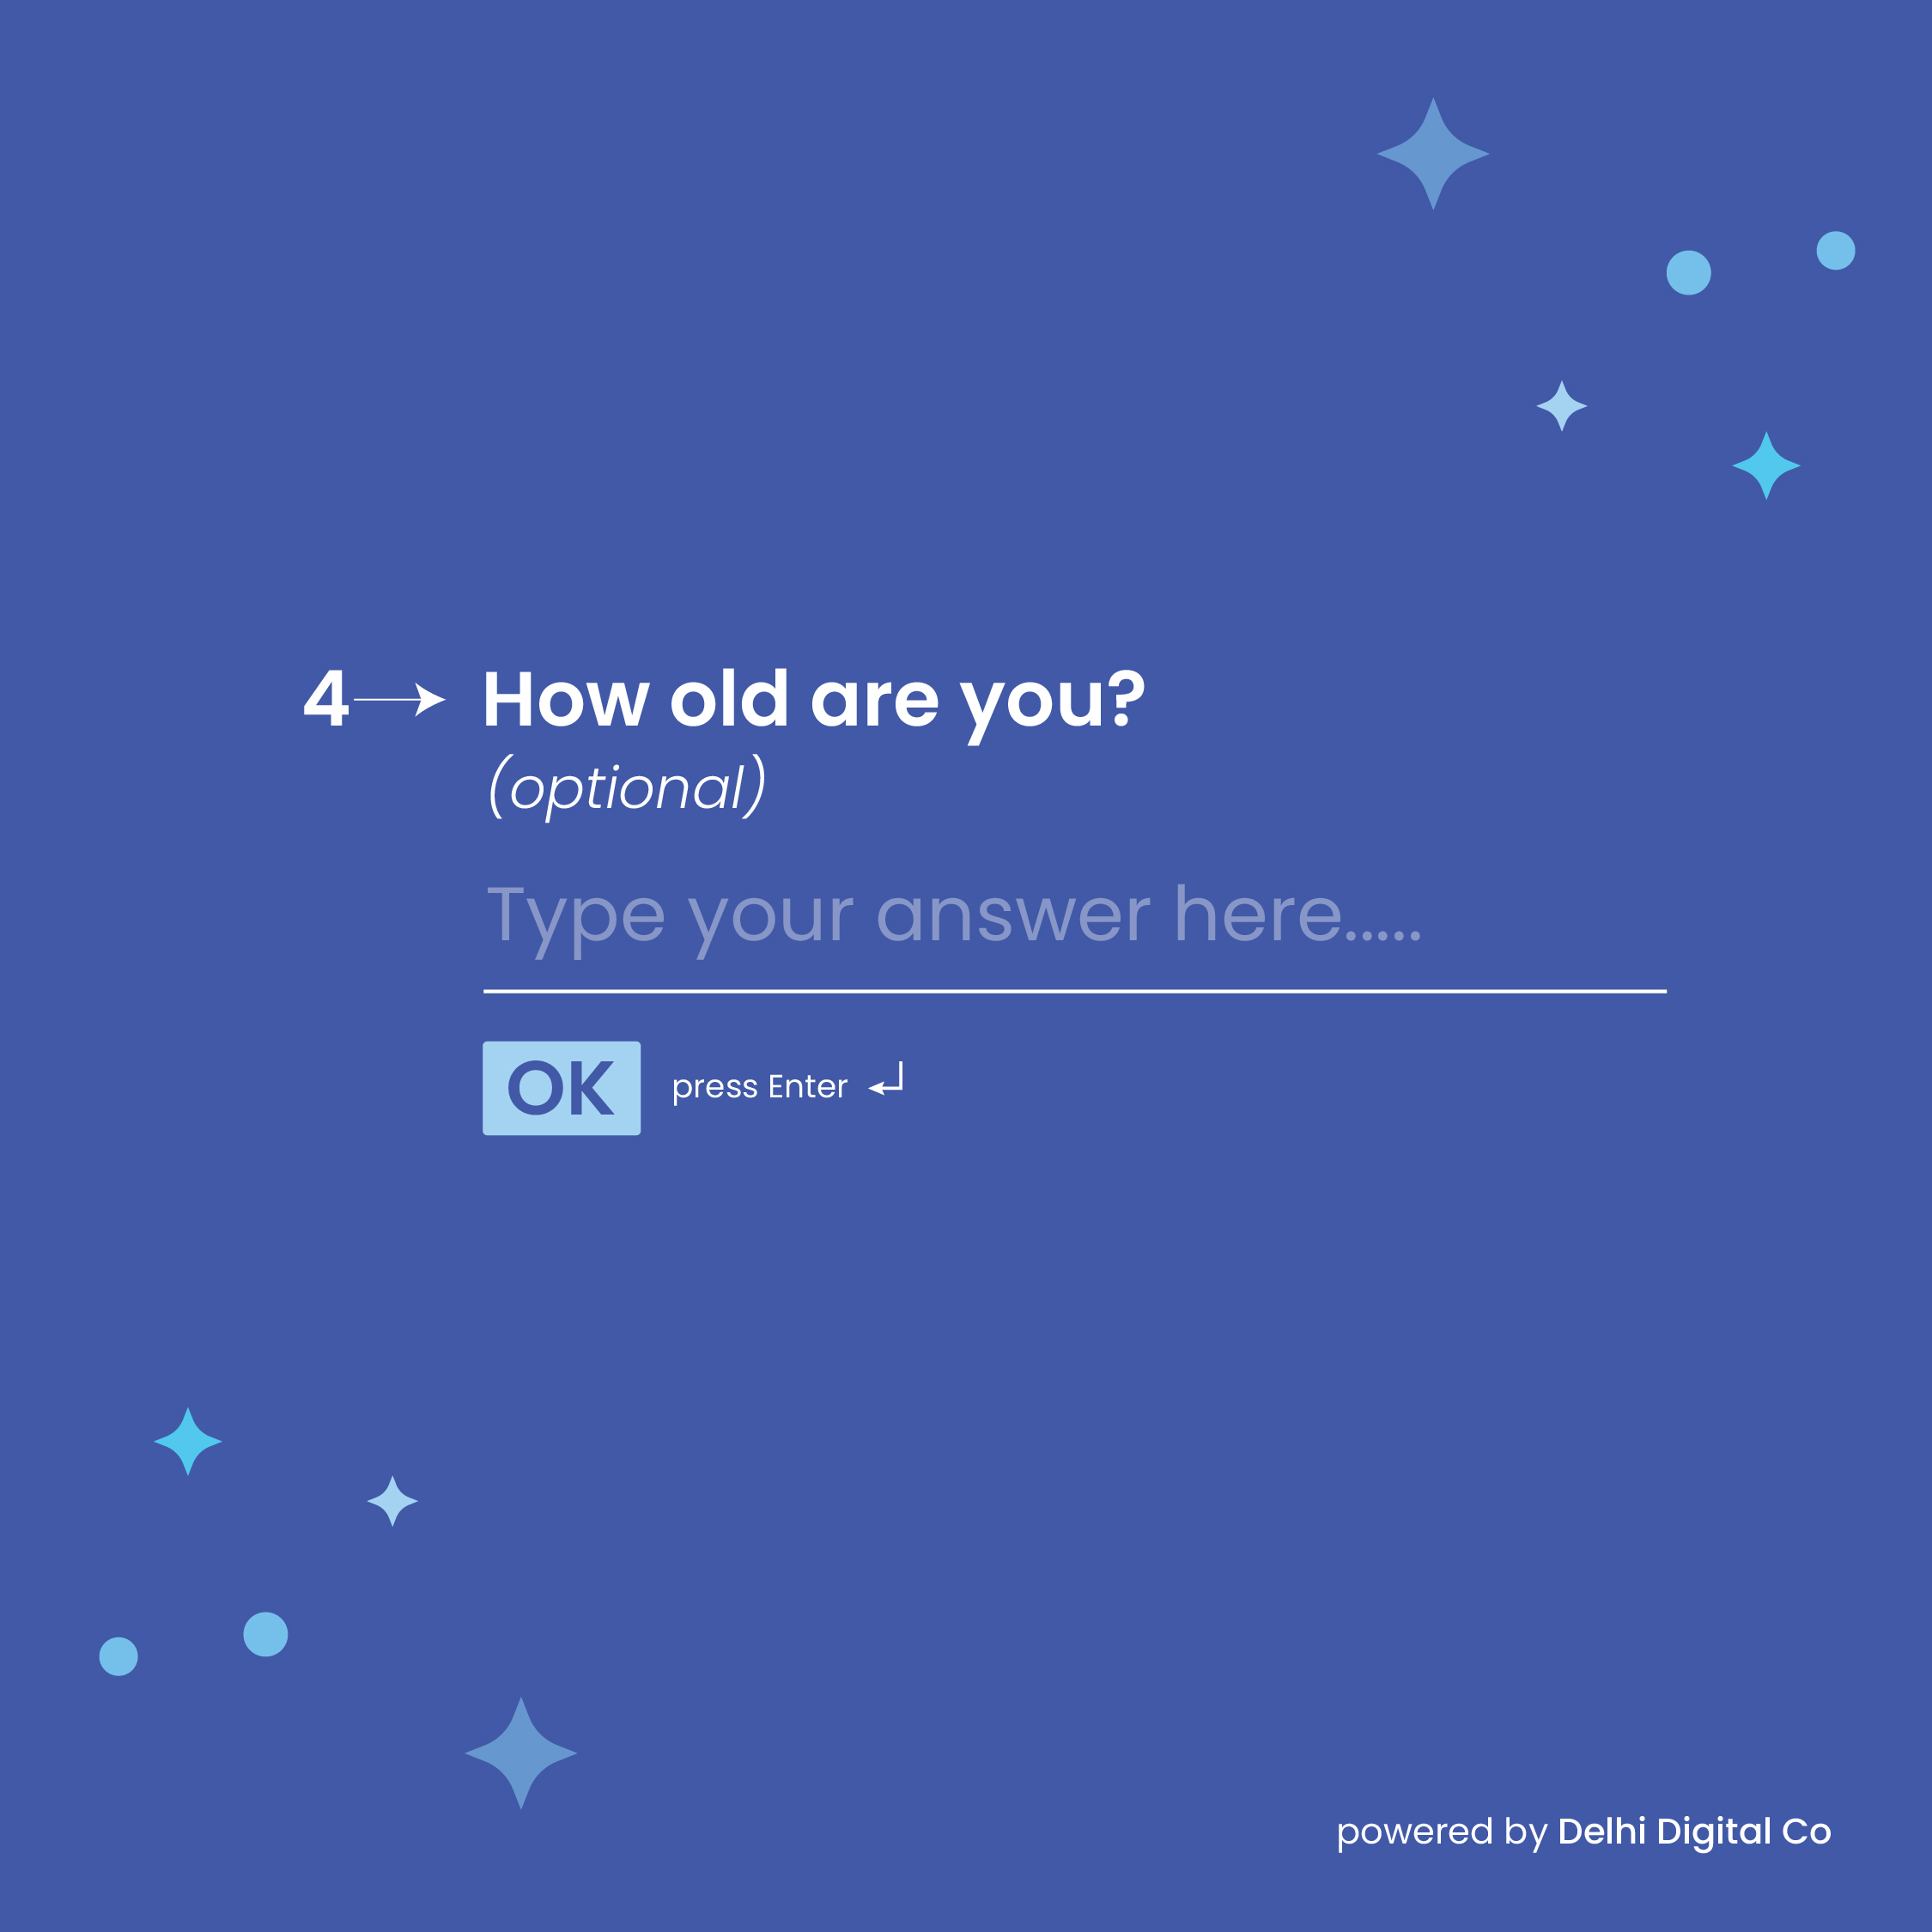 4 How old are you?
(optional)
Type your answer here.....
OK press Enter
powered by Delhi Digital Co